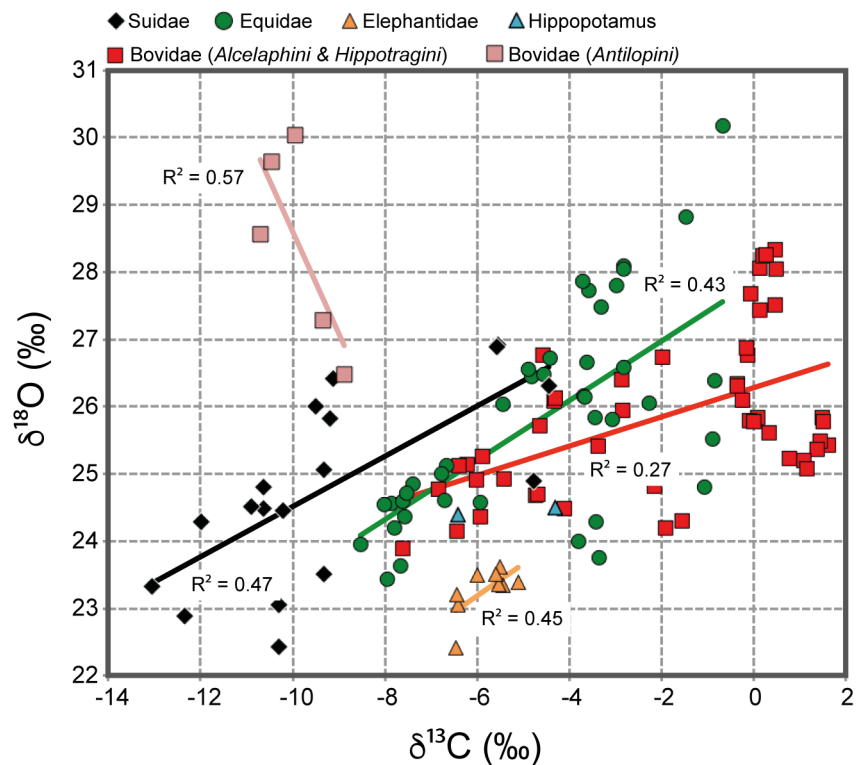 Suidae Equidae Elephantidae Hippopotamus
Bovidae (Alcelaphini & Hippotragini) Bovidae (Antilopini)
31
30
29
28
27
26
25
24
23
22
δ18O (‰)
R² = 0.57
R² = 0.43
R² = 0.27
R² = 0.47
R² = 0.45
-14 -12 -10 -8 -6 -4 -2 0 2
δ13C (‰)